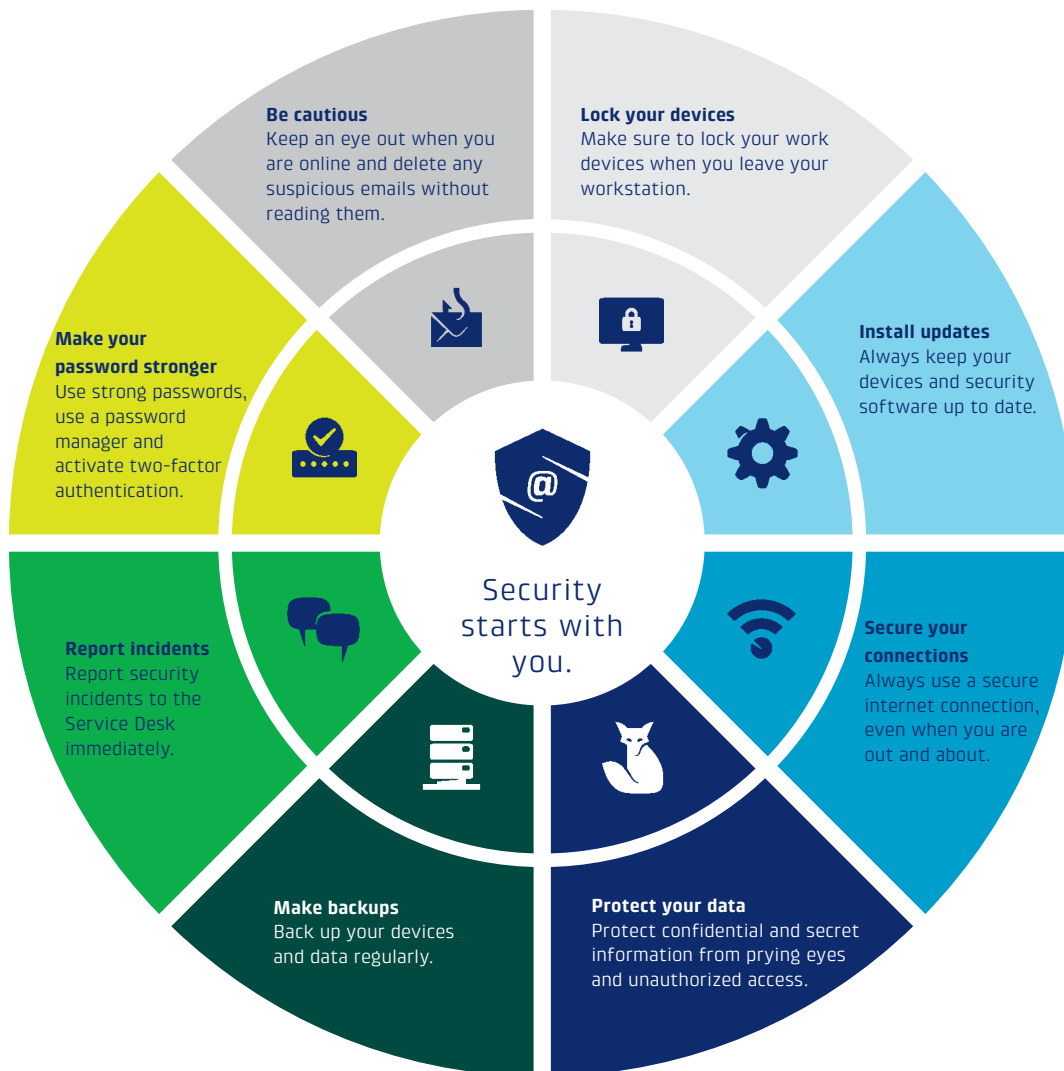 Be cautious
Keep an eye out when you
are online and delete any
suspicious emails without
reading them.
Lock your devices
Make sure to lock your work
devices when you leave your
workstation.
Install updates
Always keep your
devices and security
software up to date.
Secure your
connections
Always use a secure
internet connection,
even when you are
out and about.
Protect your data
Protect confidential and secret
information from prying eyes
and unauthorized access.
Make backups
Back up your devices
and data regularly.
Report incidents
Report security
incidents to the
Service Desk
immediately.
Make your
password stronger
Use strong passwords,
use a password
manager and
activate two-factor
authentication.
@
Security
starts with
you.